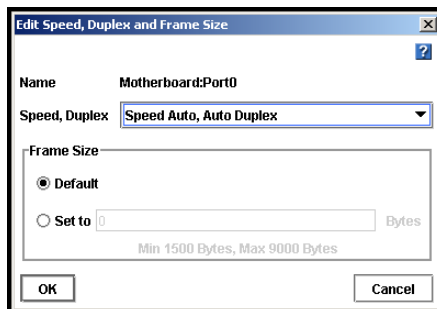 Edit Speed, Duplex and Frame Size
?
Name Motherboard:Port0
Speed, Duplex Speed Auto, Auto Duplex
Frame Size
Default
Set to 0 Bytes
Min 1500 Bytes, Max 9000 Bytes
OK Cancel